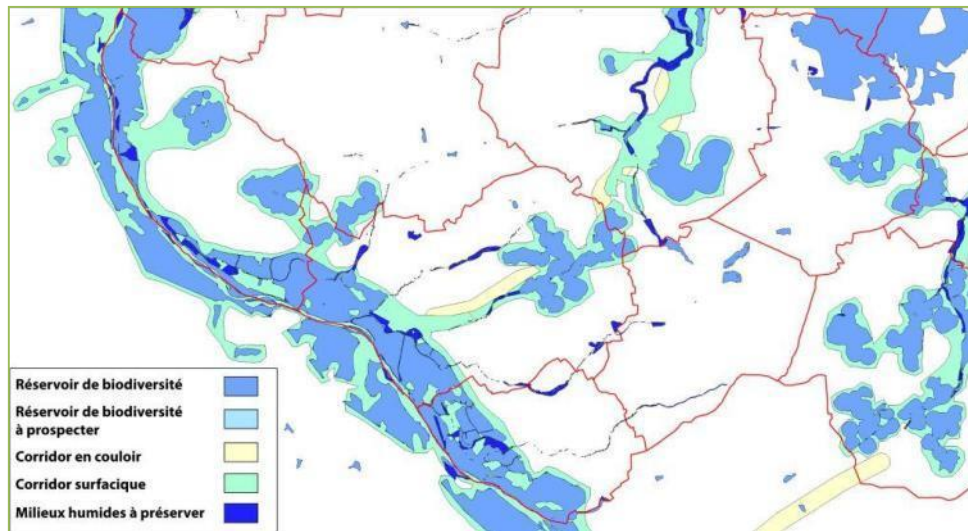 Réservoir de biodiversité
Réservoir de biodiversité
à prospecter
Corridor en couloir
Corridor surfacique
Milieux humides à préserver